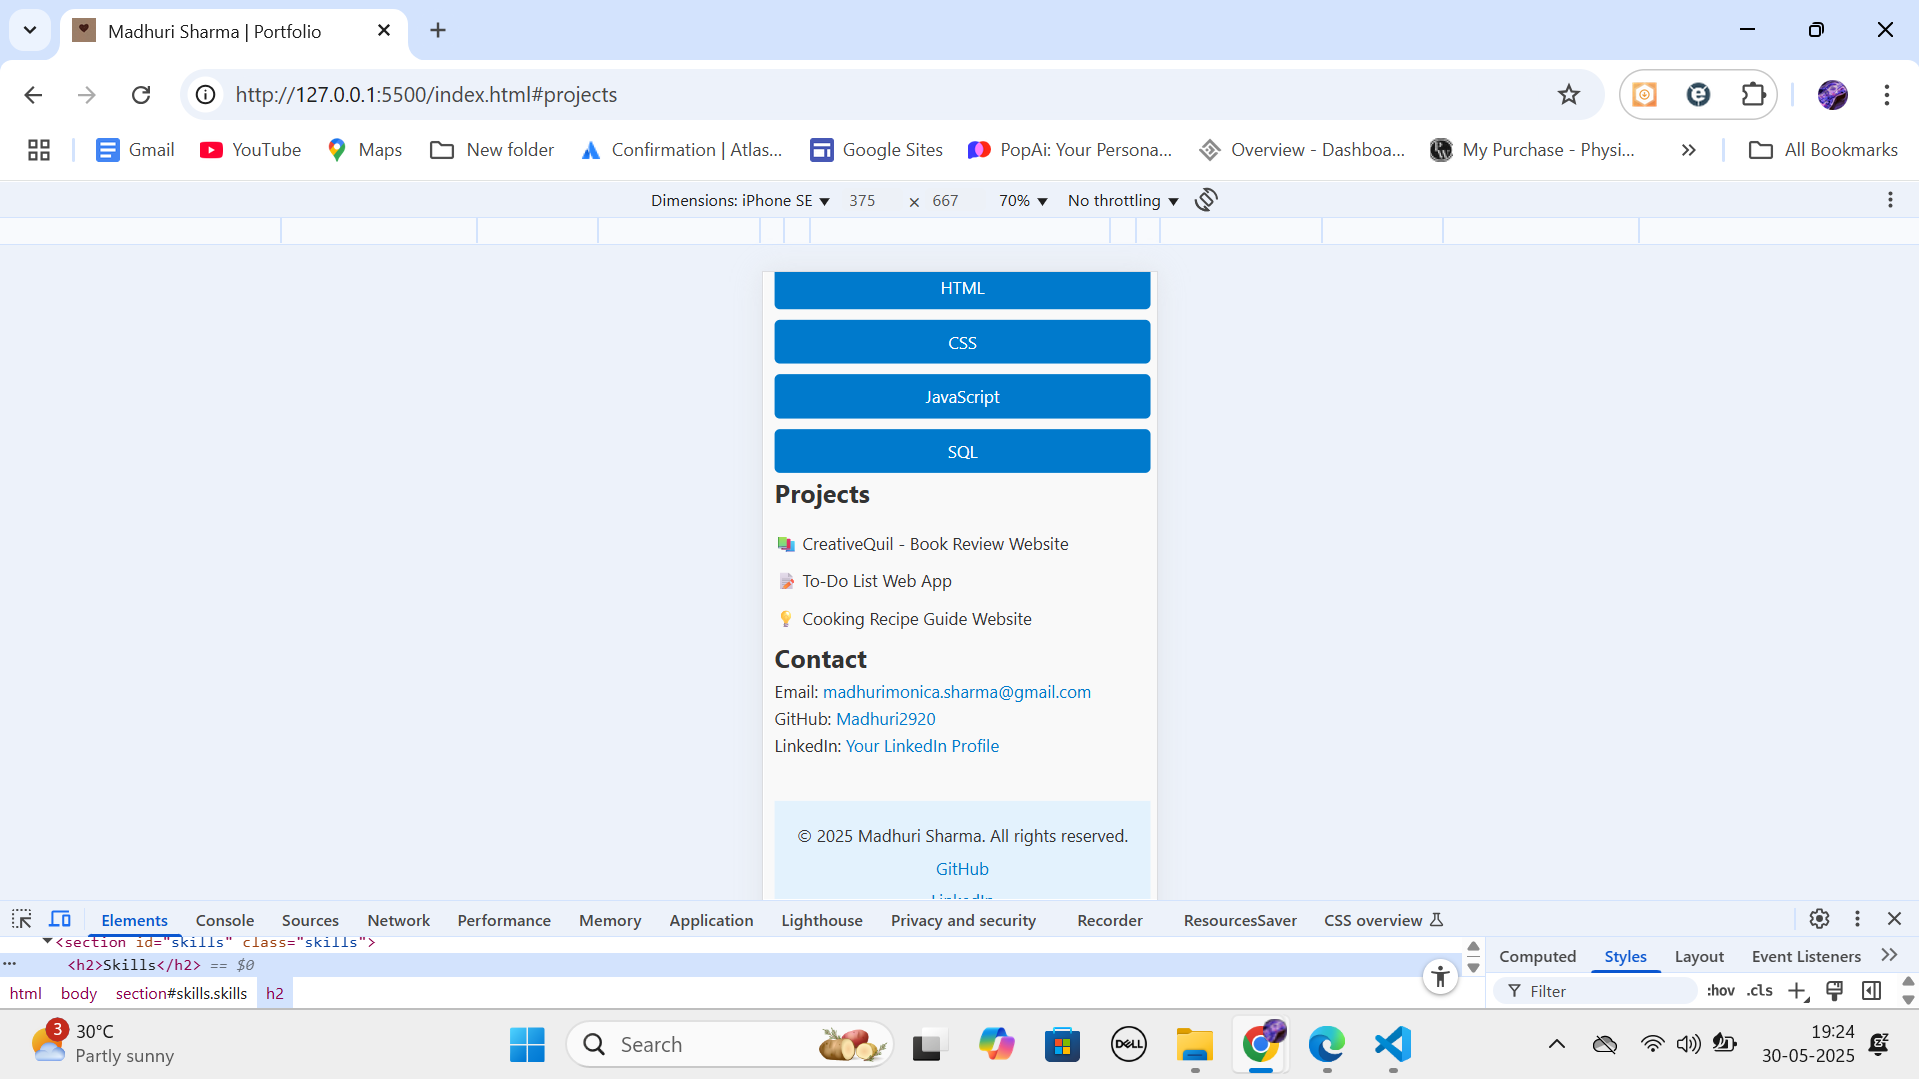 Madhuri Sharma | Portfolio
http://127.0.0.1:5500/index.html#projects
Gmail YouTube Maps New folder Confirmation | Atlas... Google Sites PopAi: Your Persona... Overview - Dashboa... My Purchase - Physi... » All Bookmarks
Dimensions: iPhone SE 375 × 667 70% No throttling
HTML
CSS
JavaScript
SQL
Projects
CreativeQuil - Book Review Website
To-Do List Web App
Cooking Recipe Guide Website
Contact
Email: madhurimonica.sharma@gmail.com
GitHub: Madhuri2920
LinkedIn: Your LinkedIn Profile
© 2025 Madhuri Sharma. All rights reserved.
GitHub
LinkedIn
Elements Console Sources Network Performance Memory Application Lighthouse Privacy and security Recorder ResourcesSaver CSS overview
<section id="skills" class="skills">
<h2>Skills</h2> == $0
html body section#skills.skills h2
Computed Styles Layout Event Listeners »
Filter :hov .cls
3 30°C
Partly sunny
Search
DELL
19:24
30-05-2025